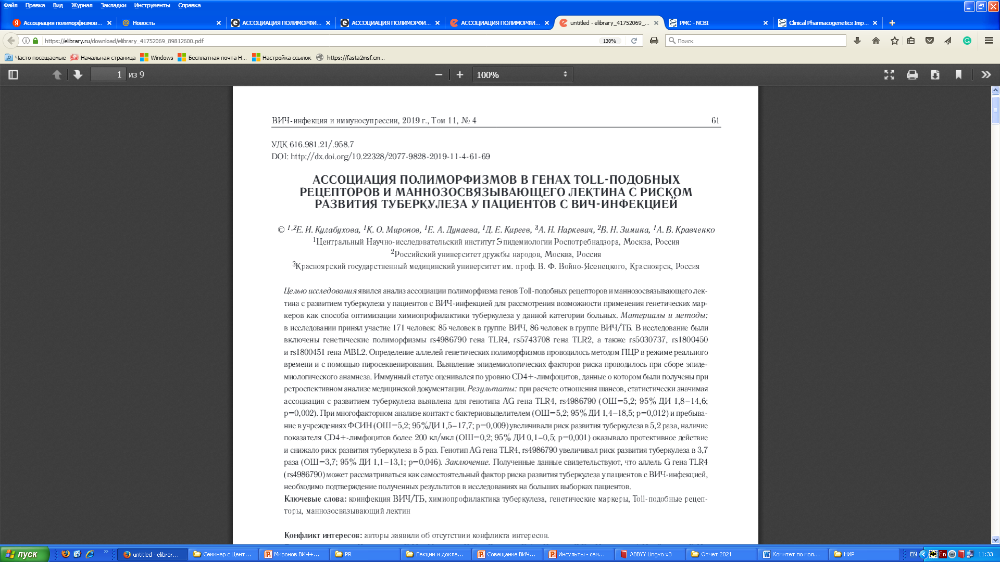 Файл Правка Вид Журнал Закладки Инструменты Справка
Ассоциация полиморфизмов... Новость АССОЦИАЦИЯ ПОЛИМОРФИ... АССОЦИАЦИЯ ПОЛИМОРФИ... АССОЦИАЦИЯ ПОЛИМОРФИ... untitled - elibrary_41752069_... PMC - NCBI Clinical Pharmacogenetics Imp...
https://elibrary.ru/download/elibrary_41752069_89812600.pdf 130% Поиск
Часто посещаемые Начальная страница Windows Бесплатная почта H... Настройка ссылок https://fasta2msf.cm...
1 из 9 100%
ВИЧ-инфекция и иммуносупрессии, 2019 г., Том 11, № 4 61
УДК 616.981.21/.958.7
DOI: http://dx.doi.org/10.22328/2077-9828-2019-11-4-61-69
АССОЦИАЦИЯ ПОЛИМОРФИЗМОВ В ГЕНАХ TOLL-ПОДОБНЫХ
РЕЦЕПТОРОВ И МАННОЗОСВЯЗЫВАЮЩЕГО ЛЕКТИНА С РИСКОМ
РАЗВИТИЯ ТУБЕРКУЛЕЗА У ПАЦИЕНТОВ С ВИЧ-ИНФЕКЦИЕЙ
© 1,2Е. И. Кулабухова, 1К. О. Миронов, 1Е. А. Дунаева, 1Д. Е. Киреев, 3А. Н. Наркевич, 2В. Н. Зимина, 1А. В. Кравченко
1Центральный Научно-исследовательский институт Эпидемиологии Роспотребнадзора, Москва, Россия
2Российский университет дружбы народов, Москва, Россия
3Красноярский государственный медицинский университет им. проф. В. Ф. Войно-Ясенецкого, Красноярск, Россия
Целью исследования явился анализ ассоциации полиморфизма генов Toll-подобных рецепторов и маннозосвязывающего лек-
тина с развитием туберкулеза у пациентов с ВИЧ-инфекцией для рассмотрения возможности применения генетических мар-
керов как способа оптимизации химиопрофилактики туберкулеза у данной категории больных. Материалы и методы:
в исследовании принял участие 171 человек: 85 человек в группе ВИЧ, 86 человек в группе ВИЧ/ТБ. В исследование были
включены генетические полиморфизмы rs4986790 гена TLR4, rs5743708 гена TLR2, а также rs5030737, rs1800450
и rs1800451 гена MBL2. Определение аллелей генетических полиморфизмов проводилось методом ПЦР в режиме реального
времени и с помощью пиросеквенирования. Выявление эпидемиологических факторов риска проводилось при сборе эпиде-
миологического анамнеза. Иммунный статус оценивался по уровню CD4+-лимфоцитов, данные о котором были получены при
ретроспективном анализе медицинской документации. Результаты: при расчете отношения шансов, статистически значимая
ассоциация с развитием туберкулеза выявлена для генотипа AG гена TLR4, rs4986790 (ОШ=5,2; 95% ДИ 1,8–14,6;
p=0,002). При многофакторном анализе контакт с бактериовыделителем (ОШ=5,2; 95% ДИ 1,4–18,5; p=0,012) и пребыва-
ние в учреждениях ФСИН (ОШ=5,2; 95%ДИ 1,5–17,7; p=0,009) увеличивали риск развития туберкулеза в 5,2 раза, наличие
показателя CD4+-лимфоцитов более 200 кл/мкл (ОШ=0,2; 95% ДИ 0,1–0,5; p=0,001) оказывало протективное действие
и снижало риск развития туберкулеза в 5 раз. Генотип AG гена TLR4, rs4986790 увеличивал риск развития туберкулеза в 3,7
раза (ОШ=3,7; 95% ДИ 1,1–13,1; p=0,046). Заключение. Полученные данные свидетельствуют, что аллель G гена TLR4
(rs4986790) может рассматриваться как самостоятельный фактор риска развития туберкулеза у пациентов с ВИЧ-инфекцией,
необходимо подтверждение полученных результатов в исследованиях на больших выборках пациентов.
Ключевые слова: коинфекция ВИЧ/ТБ, химиопрофилактика туберкулеза, генетические маркеры, Toll-подобные рецеп-
торы, маннозосвязывающий лектин
Конфликт интересов: авторы заявили об отсутствии конфликта интересов.
пуск untitled - elibrar... Семинар с Цент... Миронов ВИЧ+... PR Лекции и докла... Совещание ВИЧ... Инсульты - сем... ABBYY Lingvo x3 Отчет 2021 Комитет по мол... НИР EN En 11:33